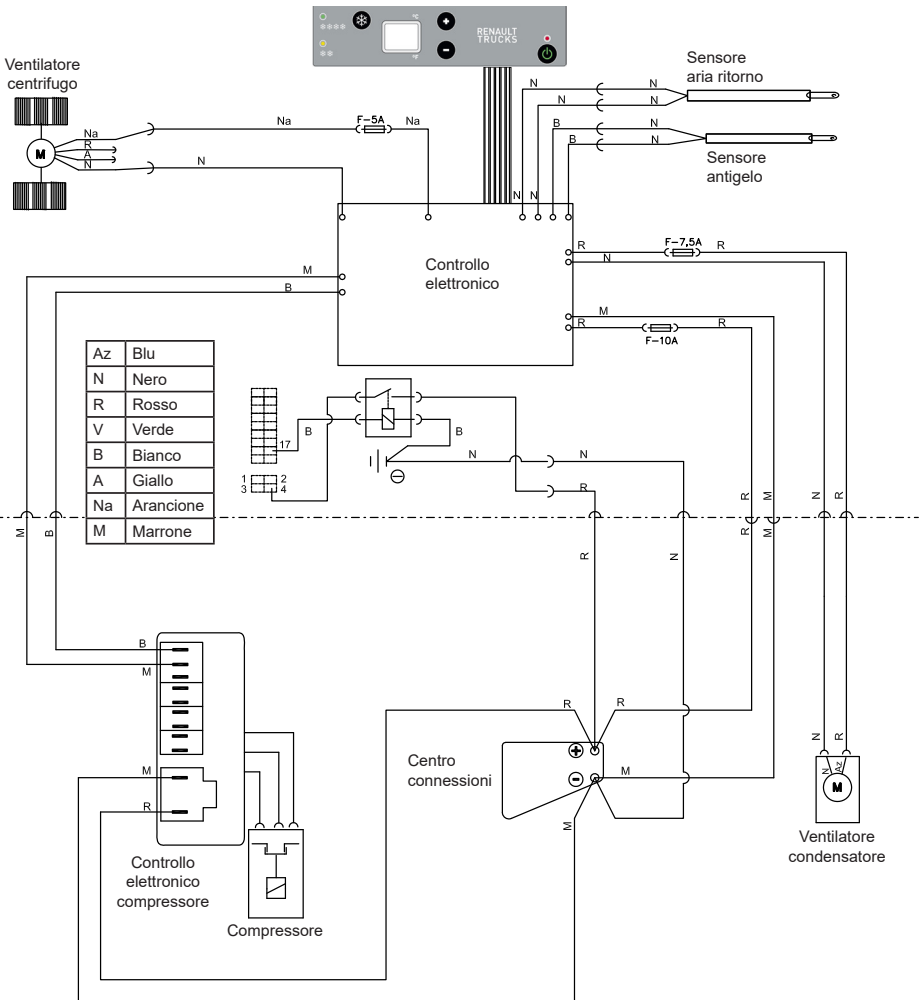 °C
❄❄❄❄
❄
+
RENAULT
TRUCKS
❄❄
°C
−
Ventilatore
centrifugo
M
Na
R
A
N
Na
F-5A
Na
N
Sensore
aria ritorno
N
N
N
N
B
N
B
N
Sensore
antigelo
N
N
Controllo
elettronico
R
F-7,5A
R
N
M
R
F-10A
R
M
B
Az Blu
N Nero
R Rosso
V Verde
B Bianco
A Giallo
Na Arancione
M Marrone
17
B
B
1 2
3 4
N
N
R
R
M
N
R
M
B
R
M
R
N
B
M
R
R
Centro
connessioni
+
−
M
M
M
R
N
R
N
Az
M
Ventilatore
condensatore
Controllo
elettronico
compressore
Compressore